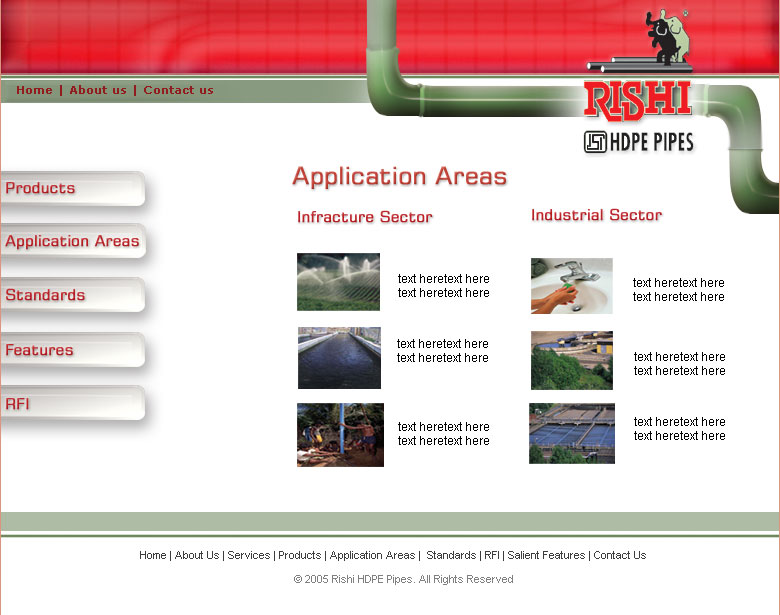 ®
Home | About us | Contact us
RISHI
ISI HDPE PIPES
Products
Application Areas
Standards
Features
RFI
Application Areas
Infracture Sector
text heretext here
text heretext here
text heretext here
text heretext here
text heretext here
text heretext here
Industrial Sector
text heretext here
text heretext here
text heretext here
text heretext here
text heretext here
text heretext here
Home | About Us | Services | Products | Application Areas | Standards | RFI | Salient Features | Contact Us
© 2005 Rishi HDPE Pipes. All Rights Reserved